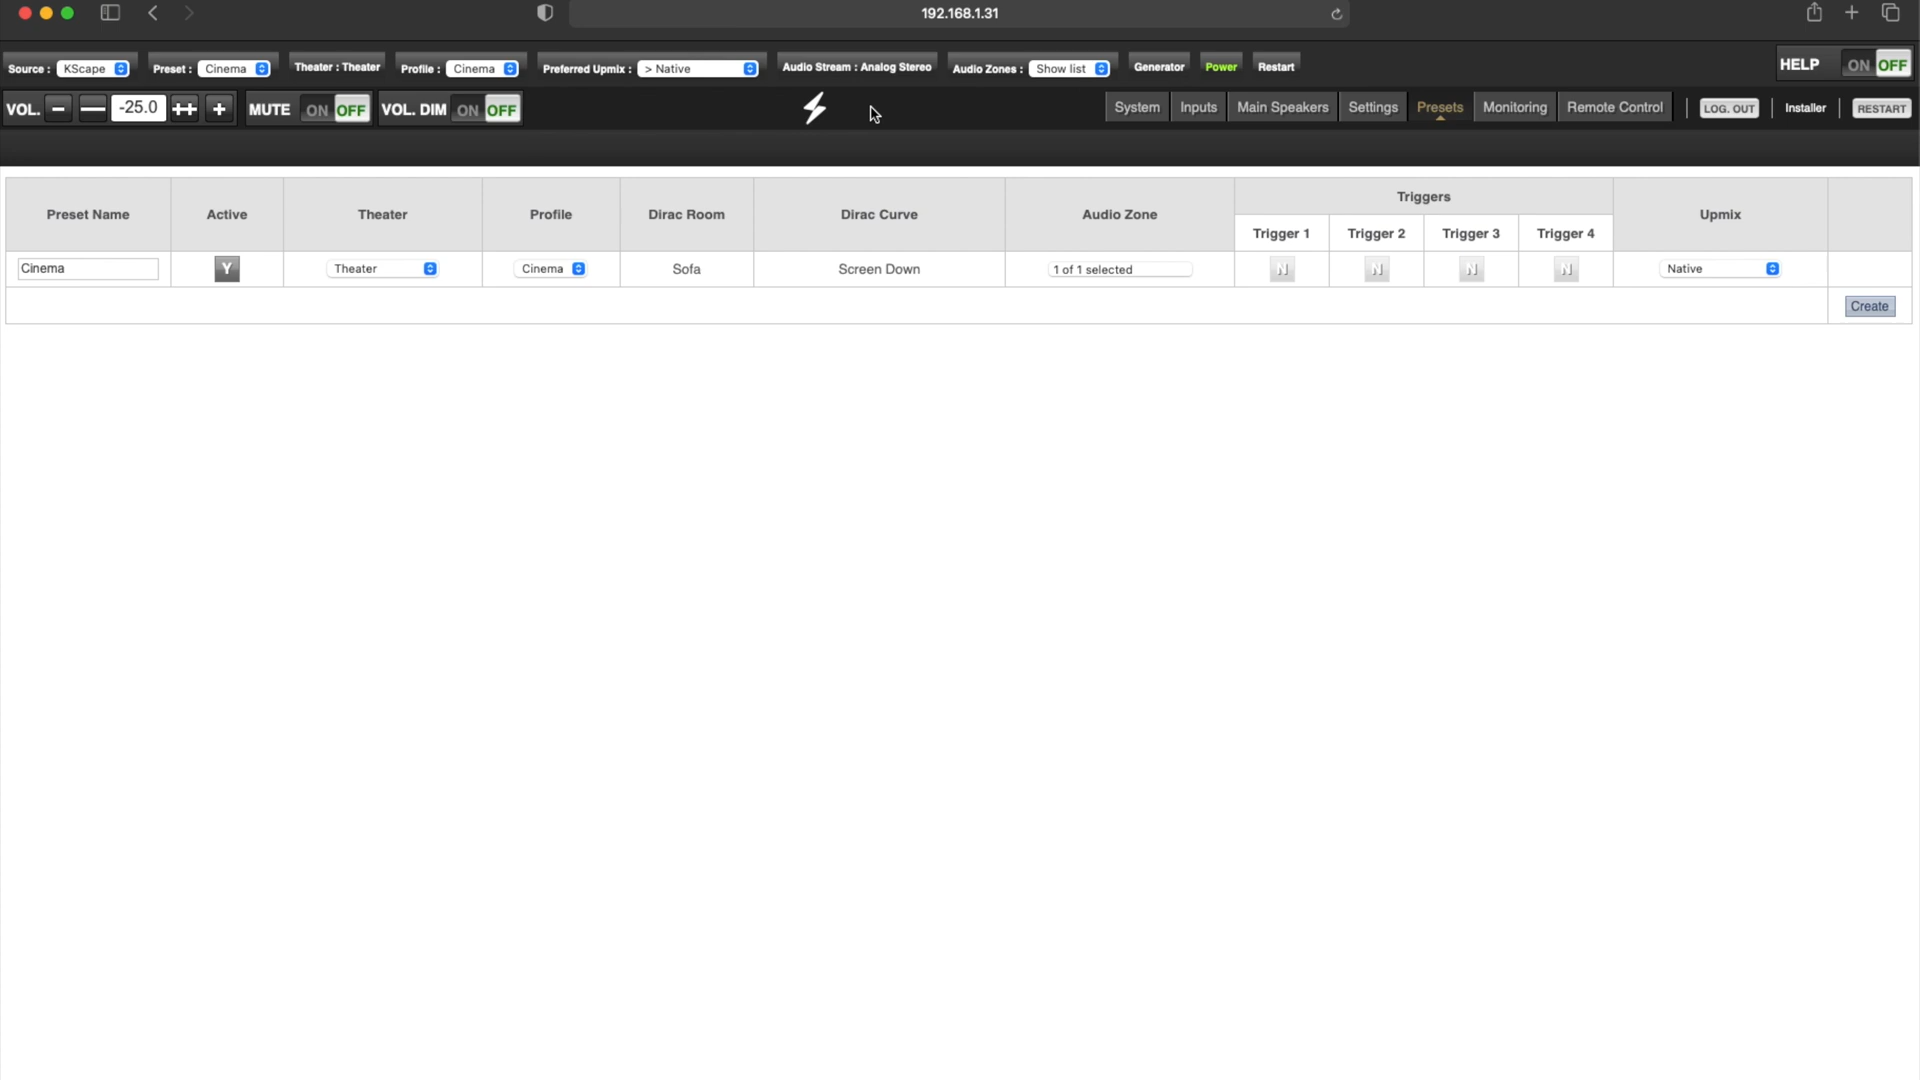 192.168.1.31
Source : KScape Preset : Cinema Theater : Theater Profile : Cinema Preferred Upmix : > Native Audio Stream : Analog Stereo Audio Zones : Show list Generator Power Restart HELP ON OFF
VOL. -25.0 MUTE ON OFF VOL. DIM ON OFF System Inputs Main Speakers Settings Presets Monitoring Remote Control LOG. OUT Installer RESTART
Preset Name Active Theater Profile Dirac Room Dirac Curve Audio Zone Triggers Upmix
Trigger 1 Trigger 2 Trigger 3 Trigger 4
Cinema Y Theater Cinema Sofa Screen Down 1 of 1 selected N N N N Native
Create